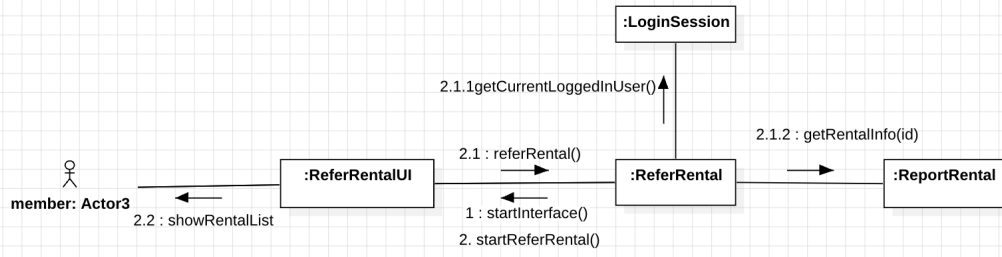 :LoginSession
2.1.1getCurrentLoggedInUser()
2.1 : referRental()
2.1.2 : getRentalInfo(id)
:ReferRentalUI
:ReferRental
:ReportRental
member: Actor3
2.2 : showRentalList
1 : startInterface()
2. startReferRental()